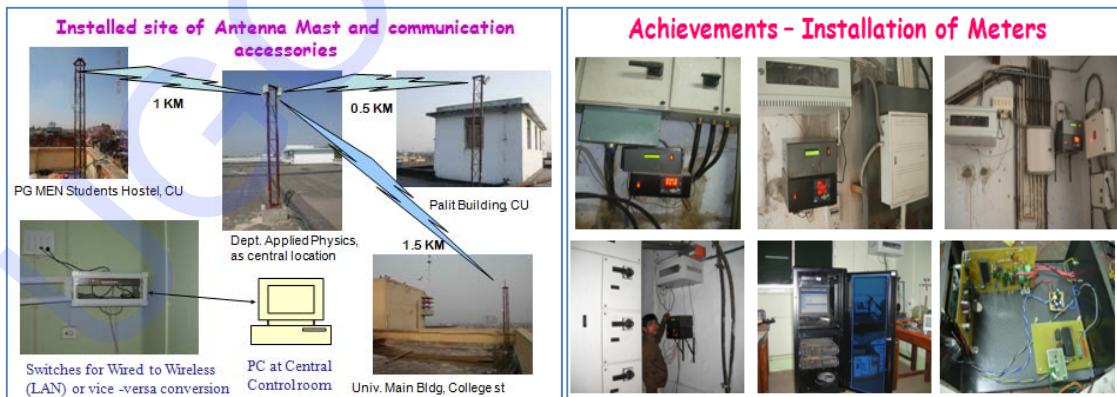 Installed site of Antenna Mast and communication
accessories
1 KM
0.5 KM
PG MEN Students Hostel, CU
Palit Building, CU
Dept. Applied Physics,
as central location
1.5 KM
Switches for Wired to Wireless
(LAN) or vice -versa conversion
PC at Central
Control room
Univ. Main Bldg, College st
Achievements – Installation of Meters